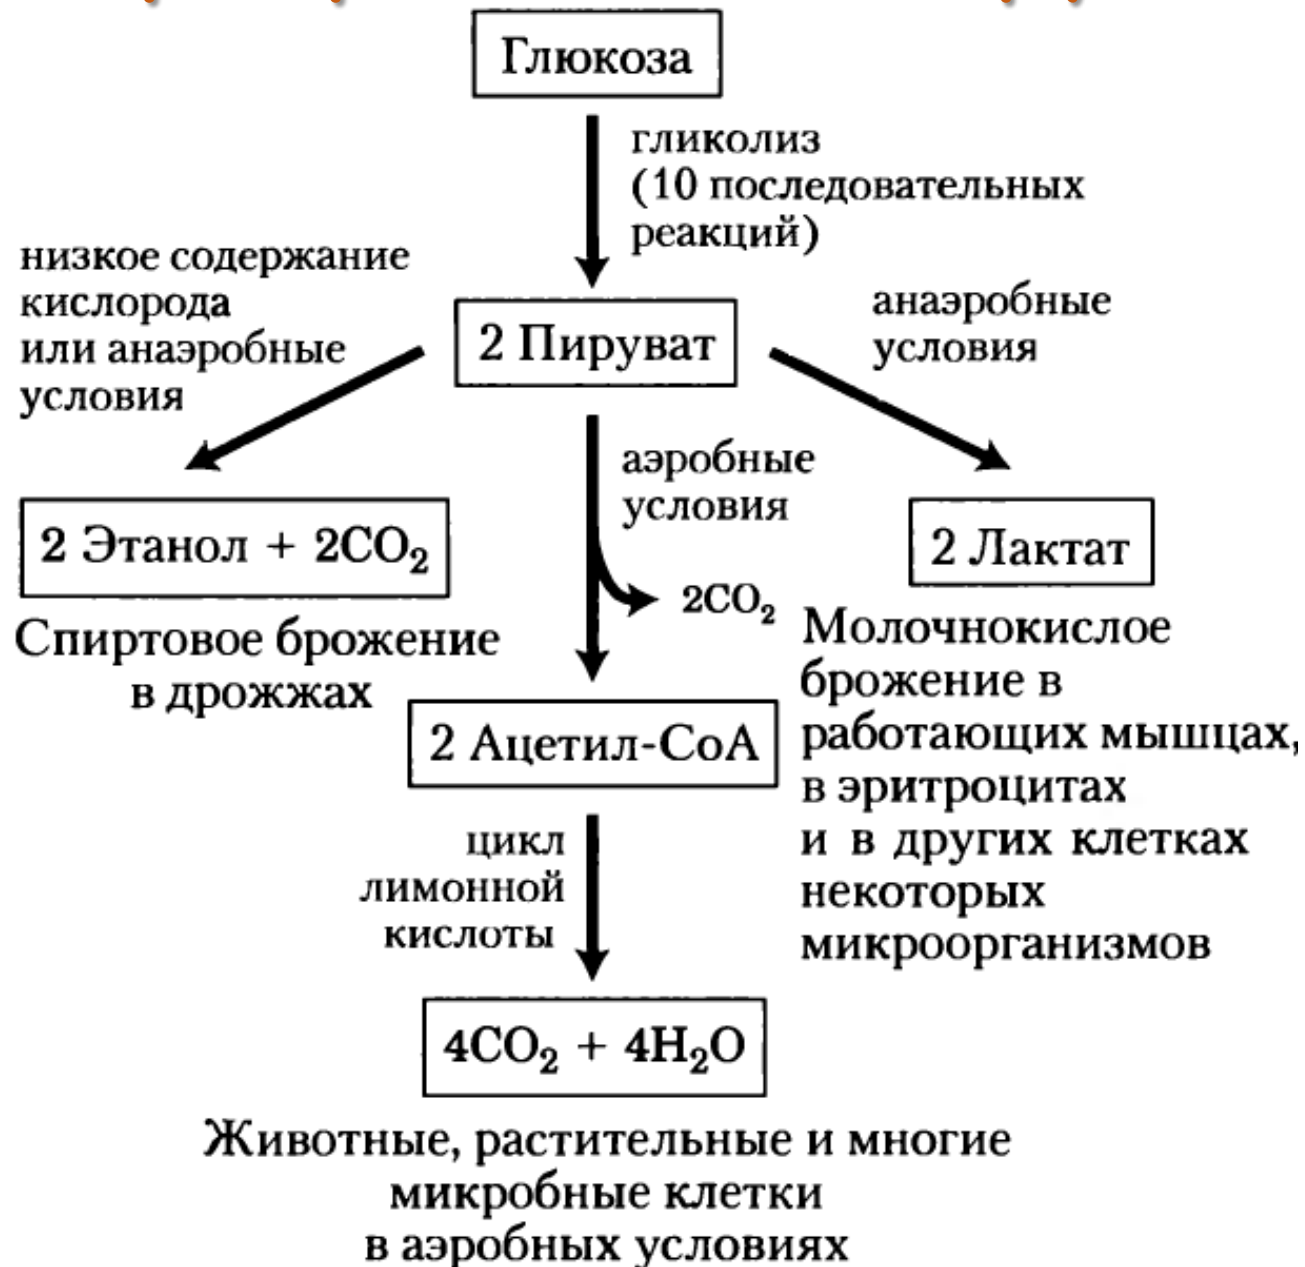 Глюкоза
гликолиз
(10 последовательных
реакций)
низкое содержание
кислорода
или анаэробные
условия
2 Пируват
анаэробные
условия
аэробные
условия
2 Этанол + 2CO₂
2CO₂
2 Лактат
Спиртовое брожение
в дрожжах
Молочнокислое
брожение в
работающих мышцах,
в эритроцитах
и в других клетках
некоторых
микроорганизмов
2 Ацетил-CoA
цикл
лимонной
кислоты
4CO₂ + 4H₂O
Животные, растительные и многие
микробные клетки
в аэробных условиях